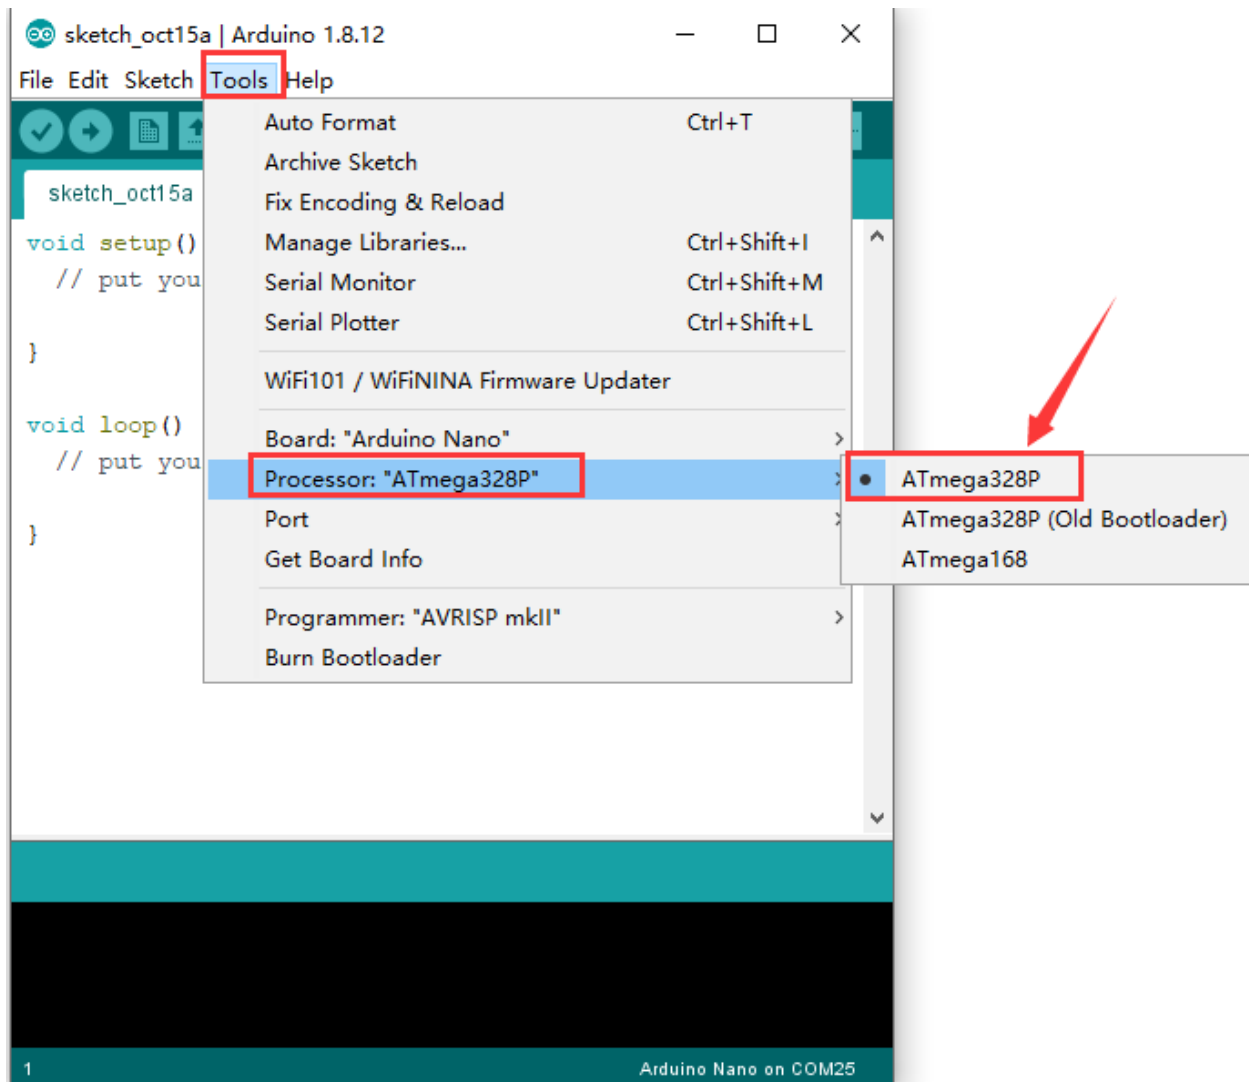 sketch_oct15a | Arduino 1.8.12
File Edit Sketch Tools Help
sketch_oct15a
void setup()
// put you
}
void loop()
// put you
}
Auto Format Ctrl+T
Archive Sketch
Fix Encoding & Reload
Manage Libraries... Ctrl+Shift+I
Serial Monitor Ctrl+Shift+M
Serial Plotter Ctrl+Shift+L
WiFi101 / WiFiNINA Firmware Updater
Board: "Arduino Nano"
Processor: "ATmega328P"
Port
Get Board Info
Programmer: "AVRISP mkII"
Burn Bootloader
ATmega328P
ATmega328P (Old Bootloader)
ATmega168
1 Arduino Nano on COM25